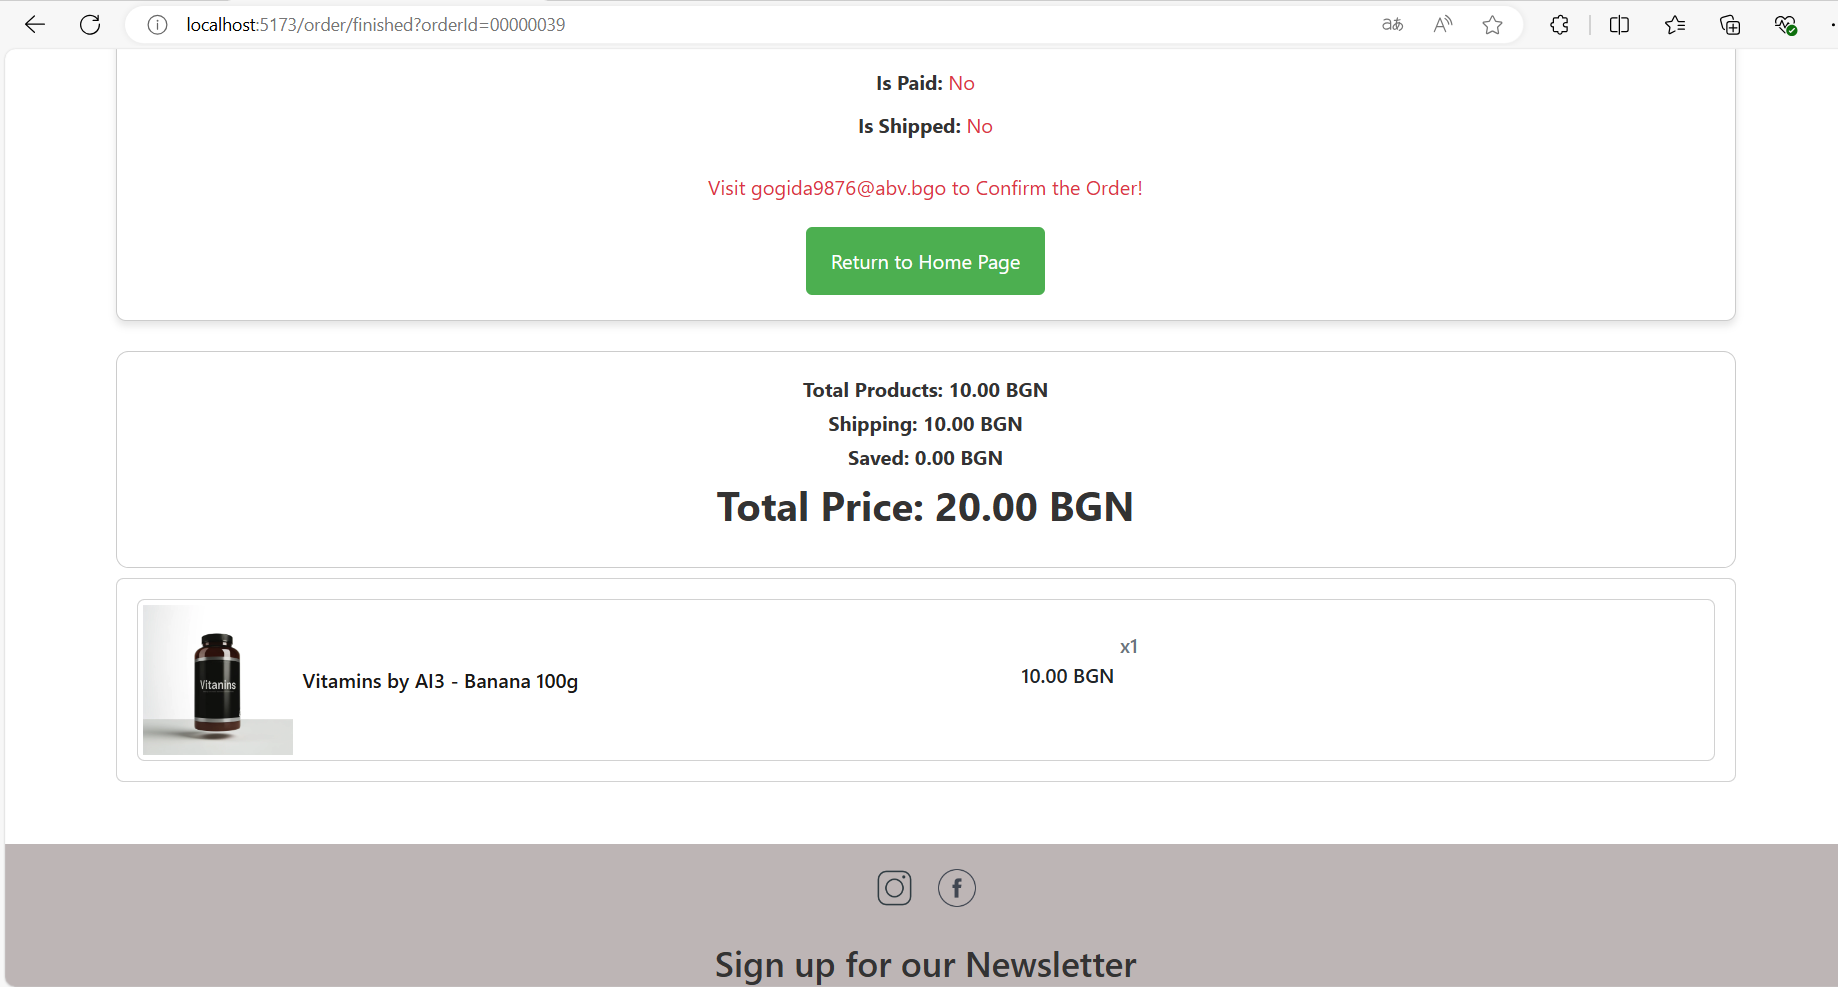 localhost:5173/order/finished?orderId=00000039
Is Paid: No
Is Shipped: No
Visit gogida9876@abv.bgo to Confirm the Order!
Return to Home Page
Total Products: 10.00 BGN
Shipping: 10.00 BGN
Saved: 0.00 BGN
Total Price: 20.00 BGN
Vitanins
Vitamins by AI3 - Banana 100g
x1
10.00 BGN
Sign up for our Newsletter